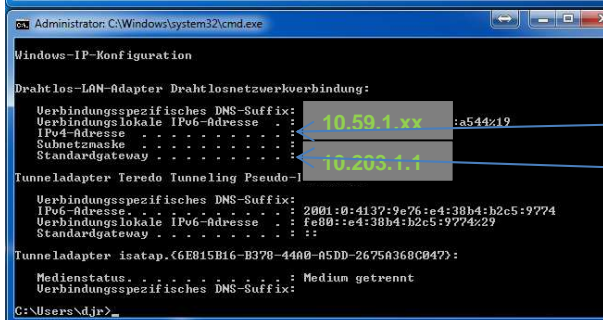 Administrator: C:\Windows\system32\cmd.exe
Windows-IP-Konfiguration
Drahtlos-LAN-Adapter Drahtlosnetzwerkverbindung:
Verbindungsspezifisches DNS-Suffix:
Verbindungslokale IPv6-Adresse . : 10.59.1.xx :a544%19
IPv4-Adresse . . . . . . . . . . :
Subnetzmaske . . . . . . . . . . :
Standardgateway . . . . . . . . . : 10.203.1.1
Tunneladapter Teredo Tunneling
Verbindungsspezifisches DNS-Suffix:
IPv6-Adresse. . . . . . . . . . . : 2001:0:4137:9e76:e4:38b4:b2c5:9774
Verbindungslokale IPv6-Adresse . : fe80::e4:38b4:b2c5:9774%29
Standardgateway . . . . . . . . . : ::
Tunneladapter isatap.{6E815B16-B378-44A0-A5DD-2675A368C047}:
Medienstatus. . . . . . . . . . . : Medium getrennt
Verbindungsspezifisches DNS-Suffix:
C:\Users\djr>_